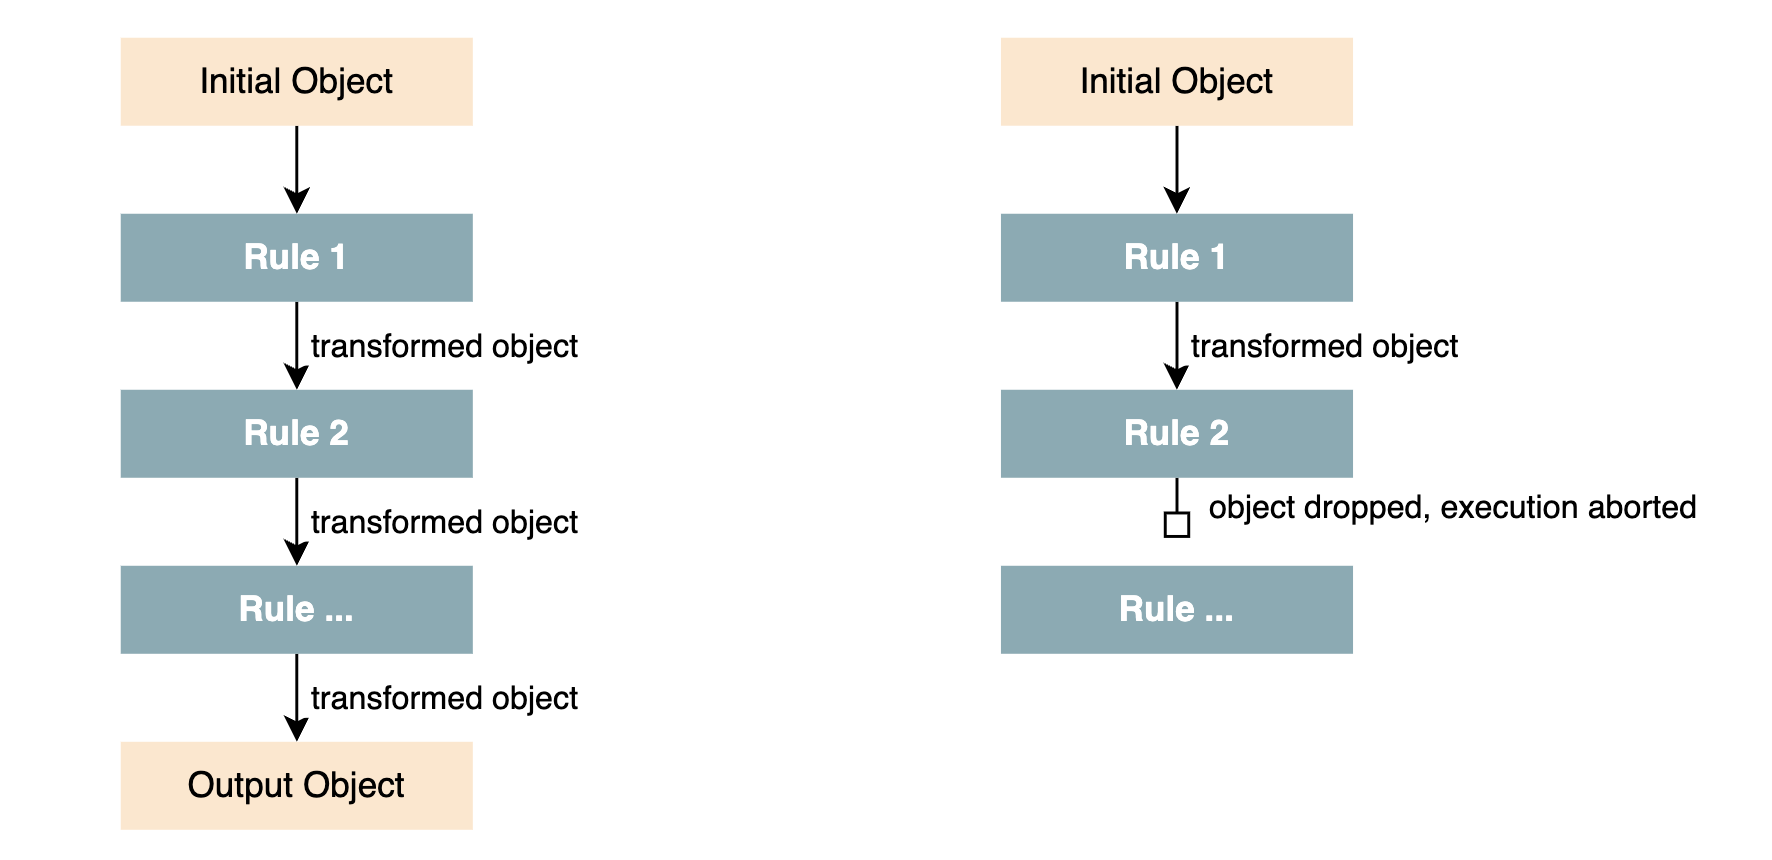 Initial Object
Rule 1
transformed object
Rule 2
transformed object
Rule ...
transformed object
Output Object
Initial Object
Rule 1
transformed object
Rule 2
object dropped, execution aborted
Rule ...